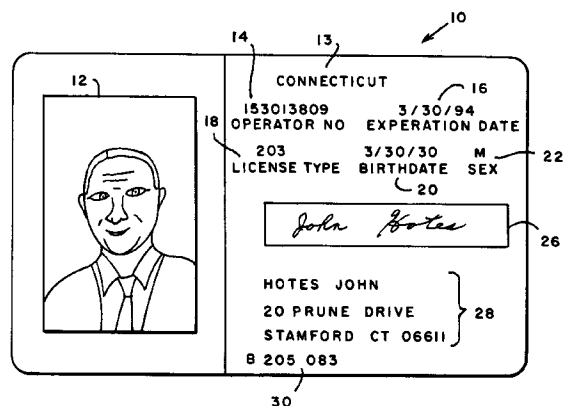 10
13
14
12
CONNECTICUT
16
153013809 3/30/94
OPERATOR NO EXPERATION DATE
18
203 3/30/30 M
LICENSE TYPE BIRTHDATE SEX
22
20
John Hotes
26
HOTES JOHN
20 PRUNE DRIVE
28
STAMFORD CT 06611
B 205 083
30